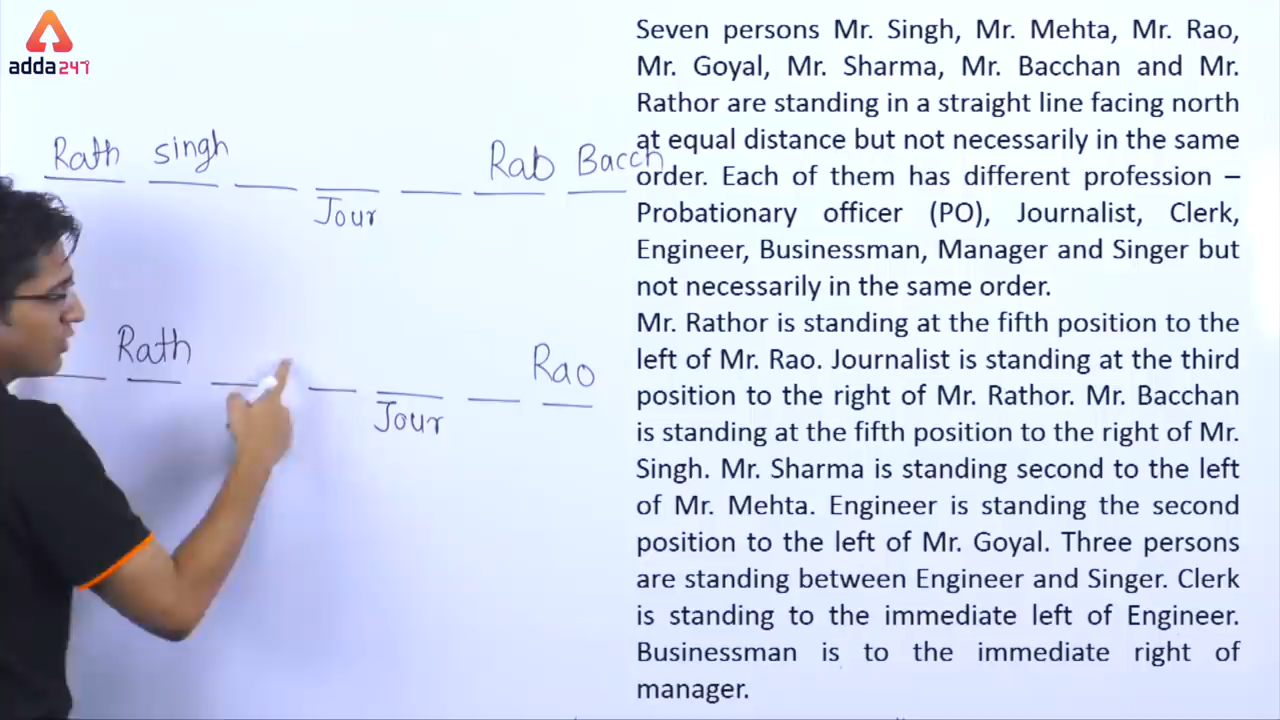 adda247
Rath singh Rab Bacch
Jour
Rath Rao
Jour
Seven persons Mr. Singh, Mr. Mehta, Mr. Rao,
Mr. Goyal, Mr. Sharma, Mr. Bacchan and Mr.
Rathor are standing in a straight line facing north
at equal distance but not necessarily in the same
order. Each of them has different profession –
Probationary officer (PO), Journalist, Clerk,
Engineer, Businessman, Manager and Singer but
not necessarily in the same order.
Mr. Rathor is standing at the fifth position to the
left of Mr. Rao. Journalist is standing at the third
position to the right of Mr. Rathor. Mr. Bacchan
is standing at the fifth position to the right of Mr.
Singh. Mr. Sharma is standing second to the left
of Mr. Mehta. Engineer is standing the second
position to the left of Mr. Goyal. Three persons
are standing between Engineer and Singer. Clerk
is standing to the immediate left of Engineer.
Businessman is to the immediate right of
manager.